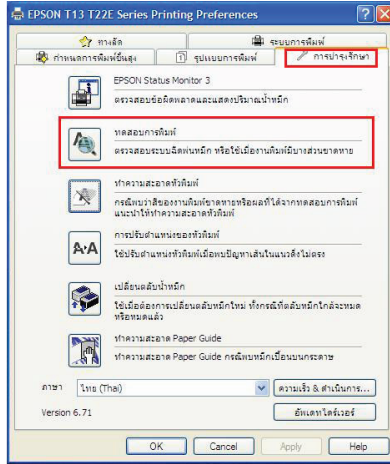 EPSON T13 T22E Series Printing Preferences
ทางลัด
ระบบการพิมพ์
กำหนดการพิมพ์ขั้นสูง
รูปแบบการพิมพ์
การบำรุงรักษา
EPSON Status Monitor 3
ตรวจสอบข้อผิดพลาดและแสดงปริมาณน้ำหมึก
ทดสอบการพิมพ์
ตรวจสอบระบบฉีดพ่นหมึก หรือใช้เมื่องานพิมพ์มีบางส่วนขาดหาย
ทำความสะอาดหัวพิมพ์
กรณีพบว่าสีของงานพิมพ์ขาดหายหรือผลที่ได้จากทดสอบการพิมพ์
แนะนำให้ทำความสะอาดหัวพิมพ์
การปรับตำแหน่งของหัวพิมพ์
ใช้ปรับตำแหน่งหัวพิมพ์เมื่อพบปัญหาเส้นในแนวดิ่งไม่ตรง
เปลี่ยนตลับน้ำหมึก
ใช้เมื่อต้องการเปลี่ยนตลับหมึกใหม่ ทั้งกรณีที่ตลับหมึกใกล้จะหมด
หรือหมดแล้ว
ทำความสะอาด Paper Guide
ทำความสะอาด Paper Guide กรณีพบหมึกเปื้อนบนกระดาษ
ภาษา
ไทย (Thai)
ความเร็ว & ดำเนินการ...
Version 6.71
อัพเดทไดร์เวอร์
OK
Cancel
Apply
Help